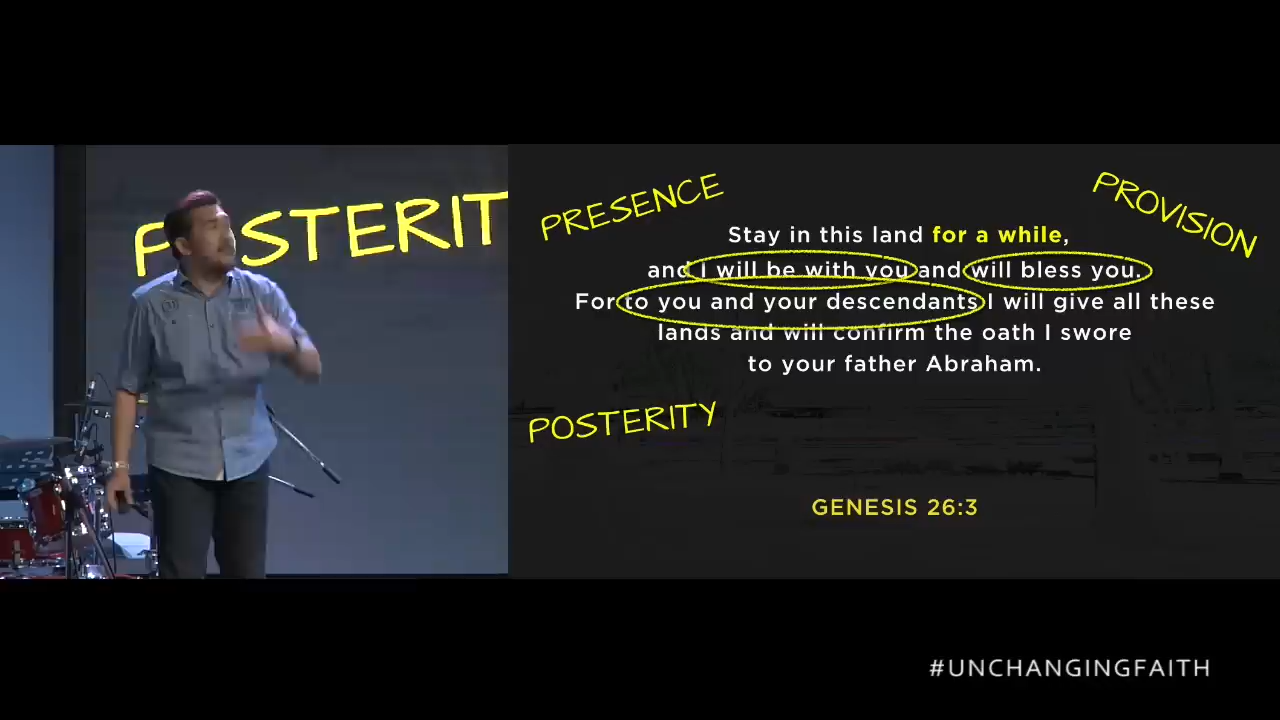 POSTERIT
PRESENCE
PROVISION
Stay in this land for a while,
and I will be with you and will bless you.
For to you and your descendants I will give all these
lands and will confirm the oath I swore
to your father Abraham.
POSTERITY
GENESIS 26:3
#UNCHANGINGFAITH